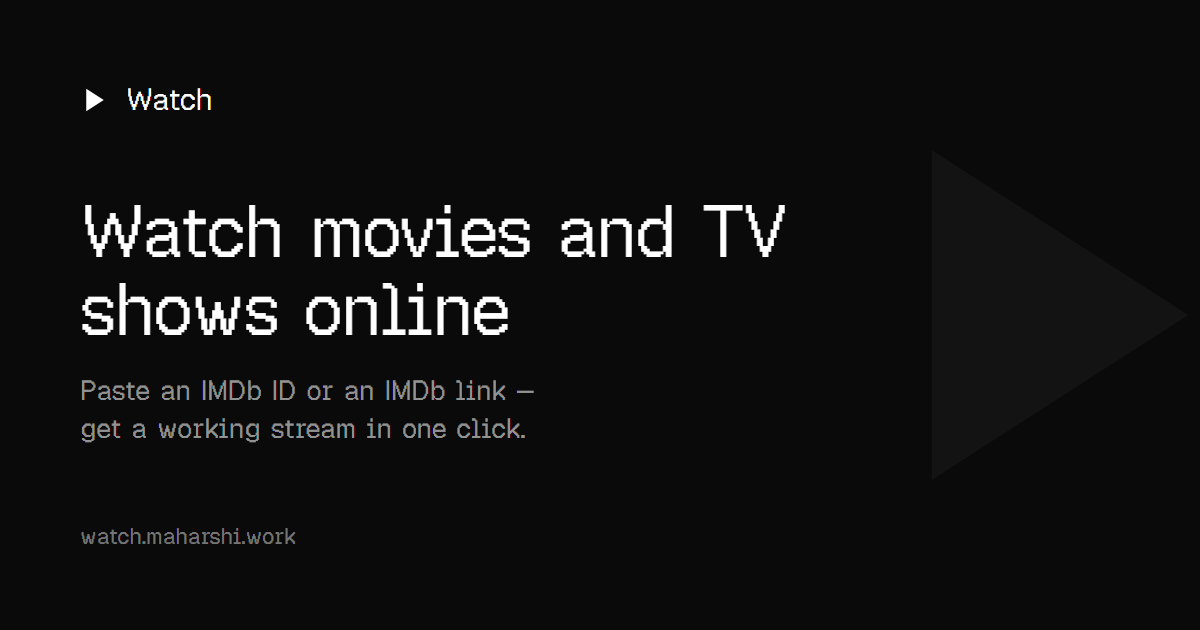 Watch
Watch movies and TV
shows online
Paste an IMDb ID or an IMDb link —
get a working stream in one click.
watch.maharshi.work